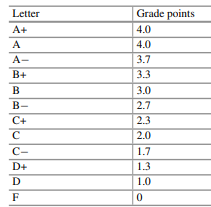 Letter Grade points
A+ 4.0
A 4.0
A− 3.7
B+ 3.3
B 3.0
B− 2.7
C+ 2.3
C 2.0
C− 1.7
D+ 1.3
D 1.0
F 0